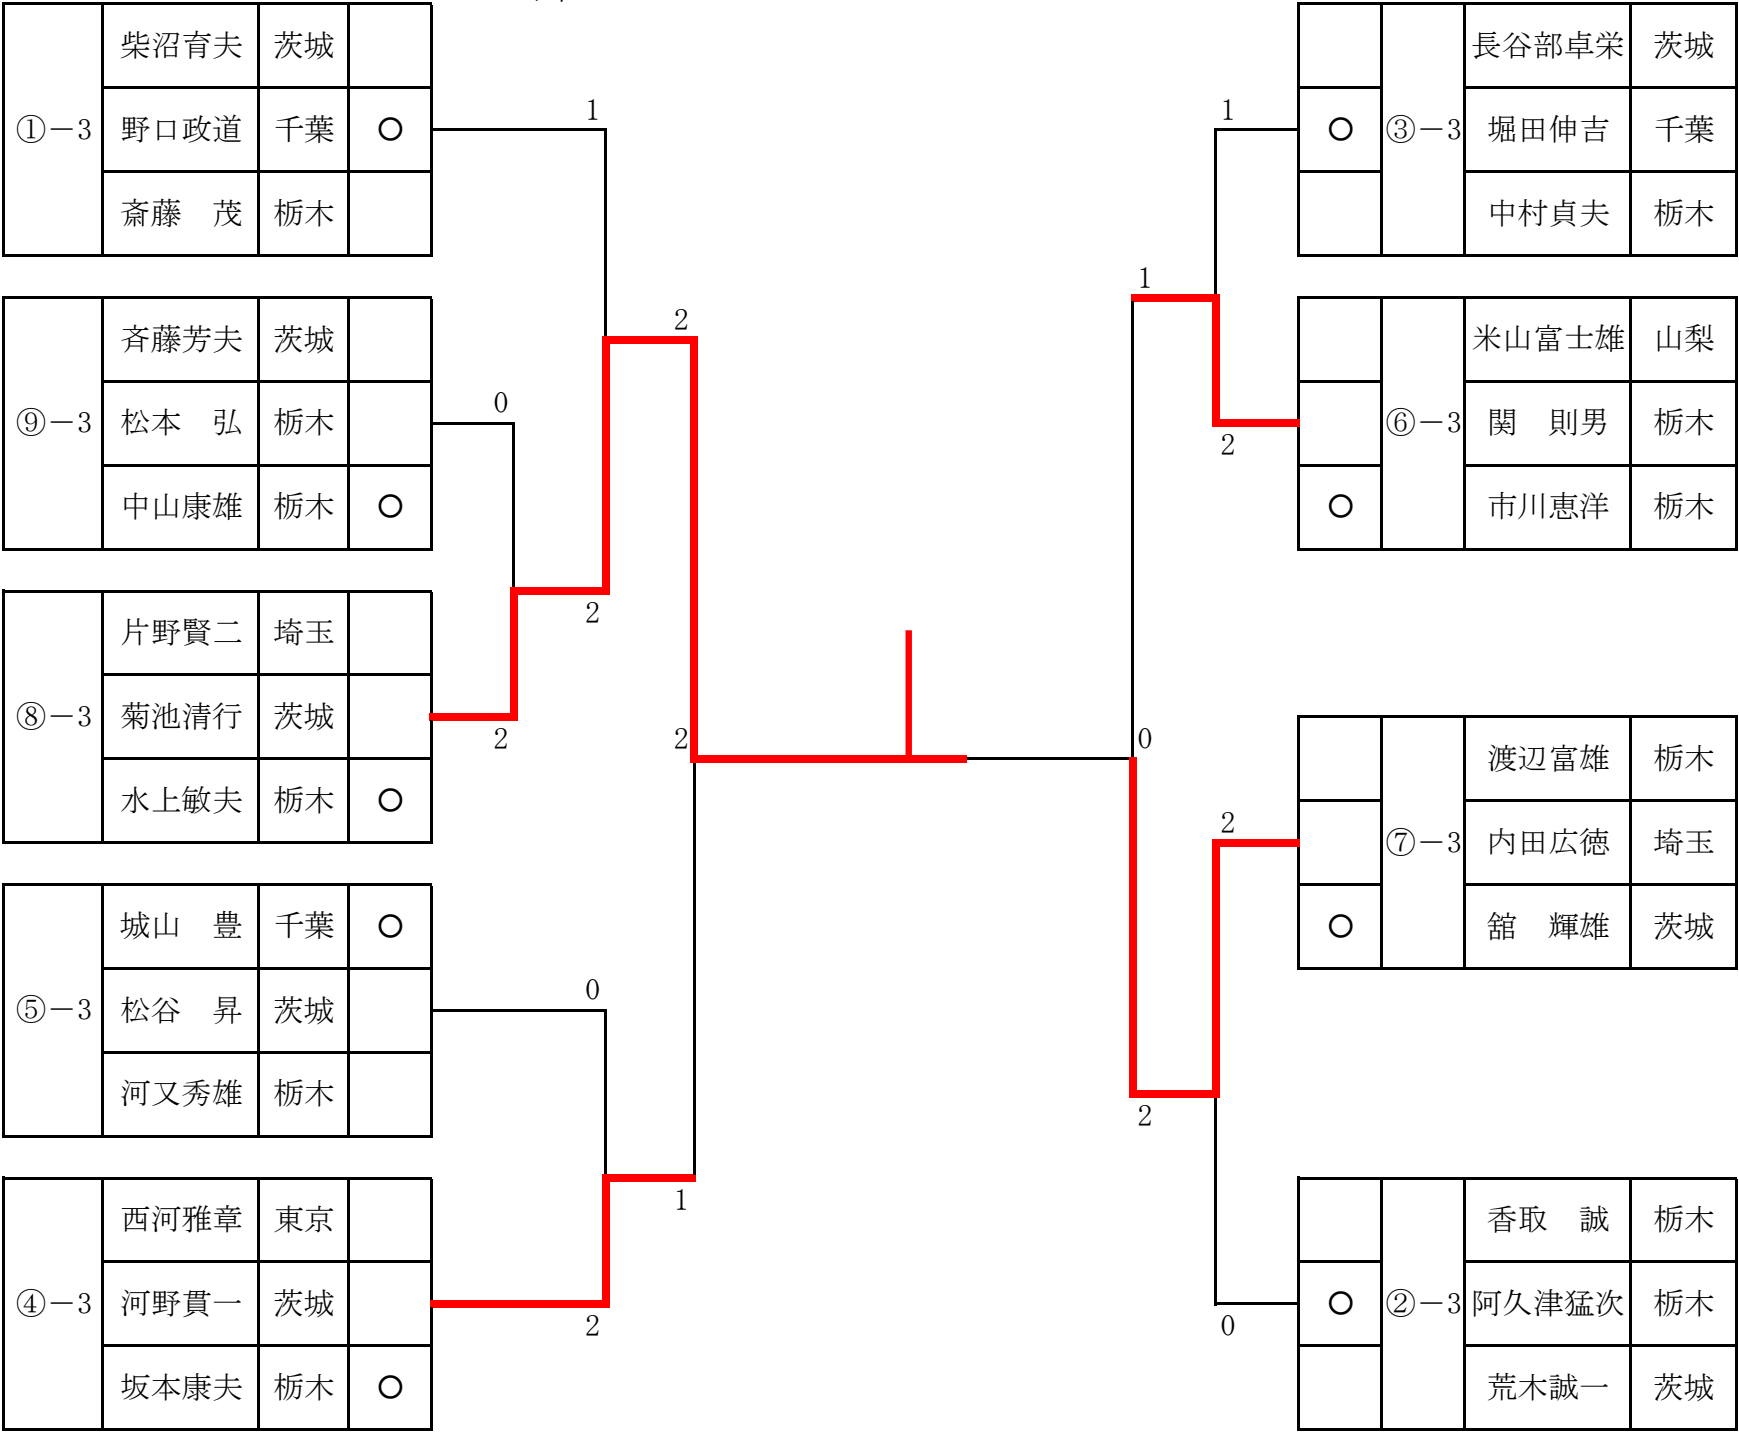 柴沼育夫 茨城
①－3 野口政道 千葉 ○
斎藤　茂 栃木
⑨－3 斉藤芳夫 茨城
松本　弘 栃木
中山康雄 栃木 ○
⑧－3 片野賢二 埼玉
菊池清行 茨城
水上敏夫 栃木 ○
⑤－3 城山　豊 千葉 ○
松谷　昇 茨城
河又秀雄 栃木
④－3 西河雅章 東京
河野貫一 茨城
坂本康夫 栃木 ○
1
0
2
2
2
2
0
1
2
1
1
2
0
2
2
0
長谷部卓栄 茨城
○ ③－3 堀田伸吉 千葉
中村貞夫 栃木
米山富士雄 山梨
⑥－3 関　則男 栃木
○ 市川恵洋 栃木
渡辺富雄 栃木
⑦－3 内田広徳 埼玉
○ 舘　輝雄 茨城
香取　誠 栃木
○ ②－3 阿久津猛次 栃木
荒木誠一 茨城